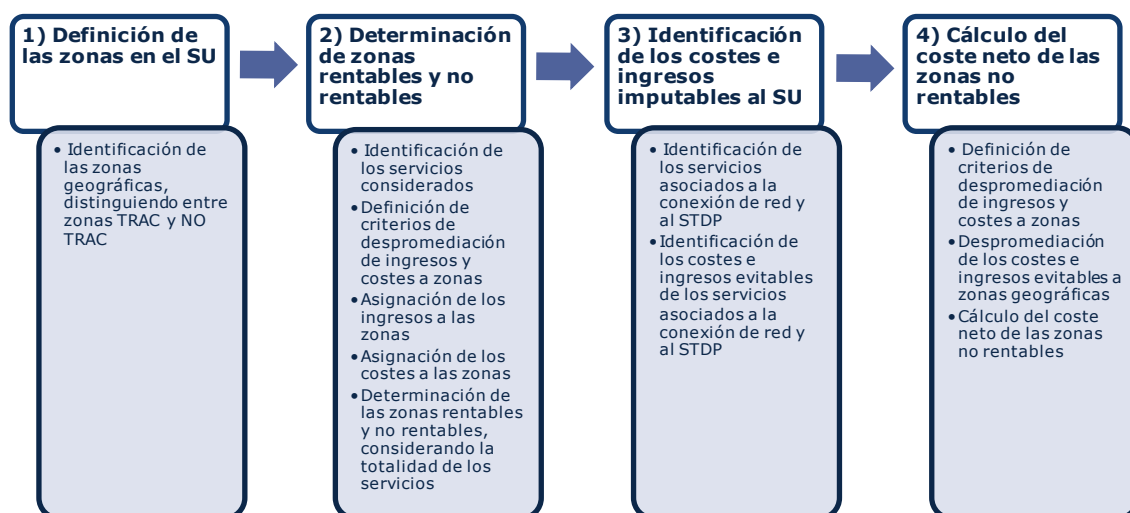 1) Definición de
las zonas en el SU
• Identificación de
las zonas
geográficas,
distinguiendo entre
zonas TRAC y NO
TRAC
2) Determinación
de zonas
rentables y no
rentables
• Identificación de
los servicios
considerados
• Definición de
criterios de
despromediación
de ingresos y
costes a zonas
• Asignación de los
ingresos a las
zonas
• Asignación de los
costes a las zonas
• Determinación de
las zonas rentables
y no rentables,
considerando la
totalidad de los
servicios
3) Identificación
de los costes e
ingresos
imputables al SU
• Identificación de
los servicios
asociados a la
conexión de red y
al STDP
• Identificación de
los costes e
ingresos evitables
de los servicios
asociados a la
conexión de red y
al STDP
4) Cálculo del
coste neto de las
zonas no
rentables
• Definición de
criterios de
despromediación
de ingresos y
costes a zonas
• Despromediación
de los costes e
ingresos evitables a
zonas geográficas
• Cálculo del coste
neto de las zonas
no rentables